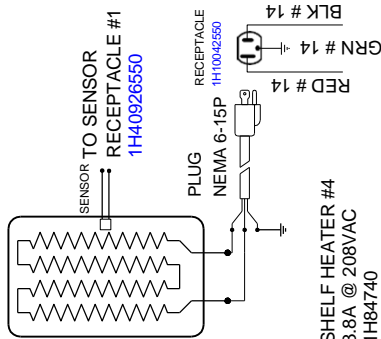 BLK # 14
GRN # 14
RED # 14
RECEPTACLE
1H10042550
SENSOR
TO SENSOR
RECEPTACLE #1
1H40926550
PLUG
NEMA 6-15P
SHELF HEATER #4
3.8A @ 208VAC
1H84740